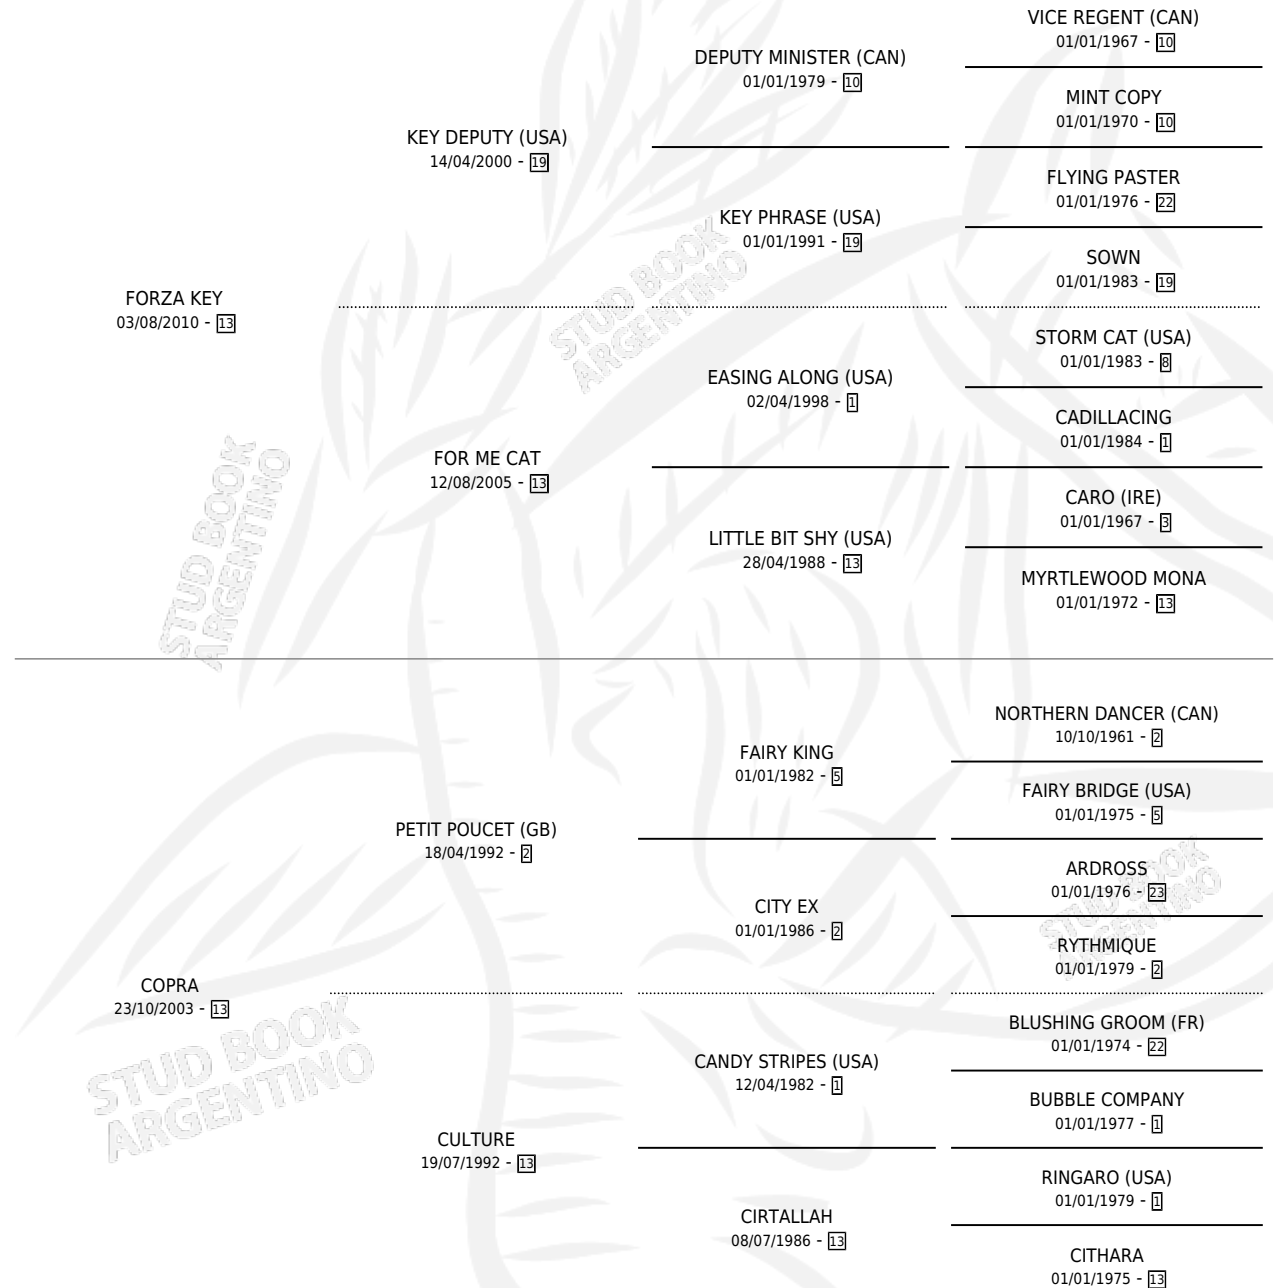 VICE REGENT (CAN)
01/01/1967 - 10
DEPUTY MINISTER (CAN)
01/01/1979 - 10
MINT COPY
01/01/1970 - 10
KEY DEPUTY (USA)
14/04/2000 - 19
FLYING PASTER
01/01/1976 - 22
KEY PHRASE (USA)
01/01/1991 - 19
SOWN
01/01/1983 - 19
FORZA KEY
03/08/2010 - 13
STORM CAT (USA)
01/01/1983 - 8
EASING ALONG (USA)
02/04/1998 - 1
CADILLACING
01/01/1984 - 1
FOR ME CAT
12/08/2005 - 13
CARO (IRE)
01/01/1967 - 3
LITTLE BIT SHY (USA)
28/04/1988 - 13
MYRTLEWOOD MONA
01/01/1972 - 13
NORTHERN DANCER (CAN)
10/10/1961 - 2
FAIRY KING
01/01/1982 - 5
FAIRY BRIDGE (USA)
01/01/1975 - 5
PETIT POUCET (GB)
18/04/1992 - 2
ARDROSS
01/01/1976 - 23
CITY EX
01/01/1986 - 2
RYTHMIQUE
01/01/1979 - 2
COPRA
23/10/2003 - 13
BLUSHING GROOM (FR)
01/01/1974 - 22
CANDY STRIPES (USA)
12/04/1982 - 1
BUBBLE COMPANY
01/01/1977 - 1
CULTURE
19/07/1992 - 13
RINGARO (USA)
01/01/1979 - 1
CIRTALLAH
08/07/1986 - 13
CITHARA
01/01/1975 - 13
STUD BOOK
ARGENTINO
STUD BOOK
ARGENTINO
STUD BOOK
ARGENTINO
STUD BOOK
ARGENTINO